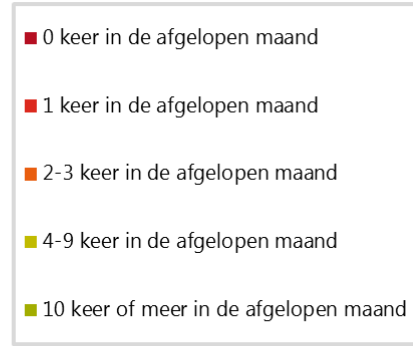 0 keer in de afgelopen maand
1 keer in de afgelopen maand
2-3 keer in de afgelopen maand
4-9 keer in de afgelopen maand
10 keer of meer in de afgelopen maand